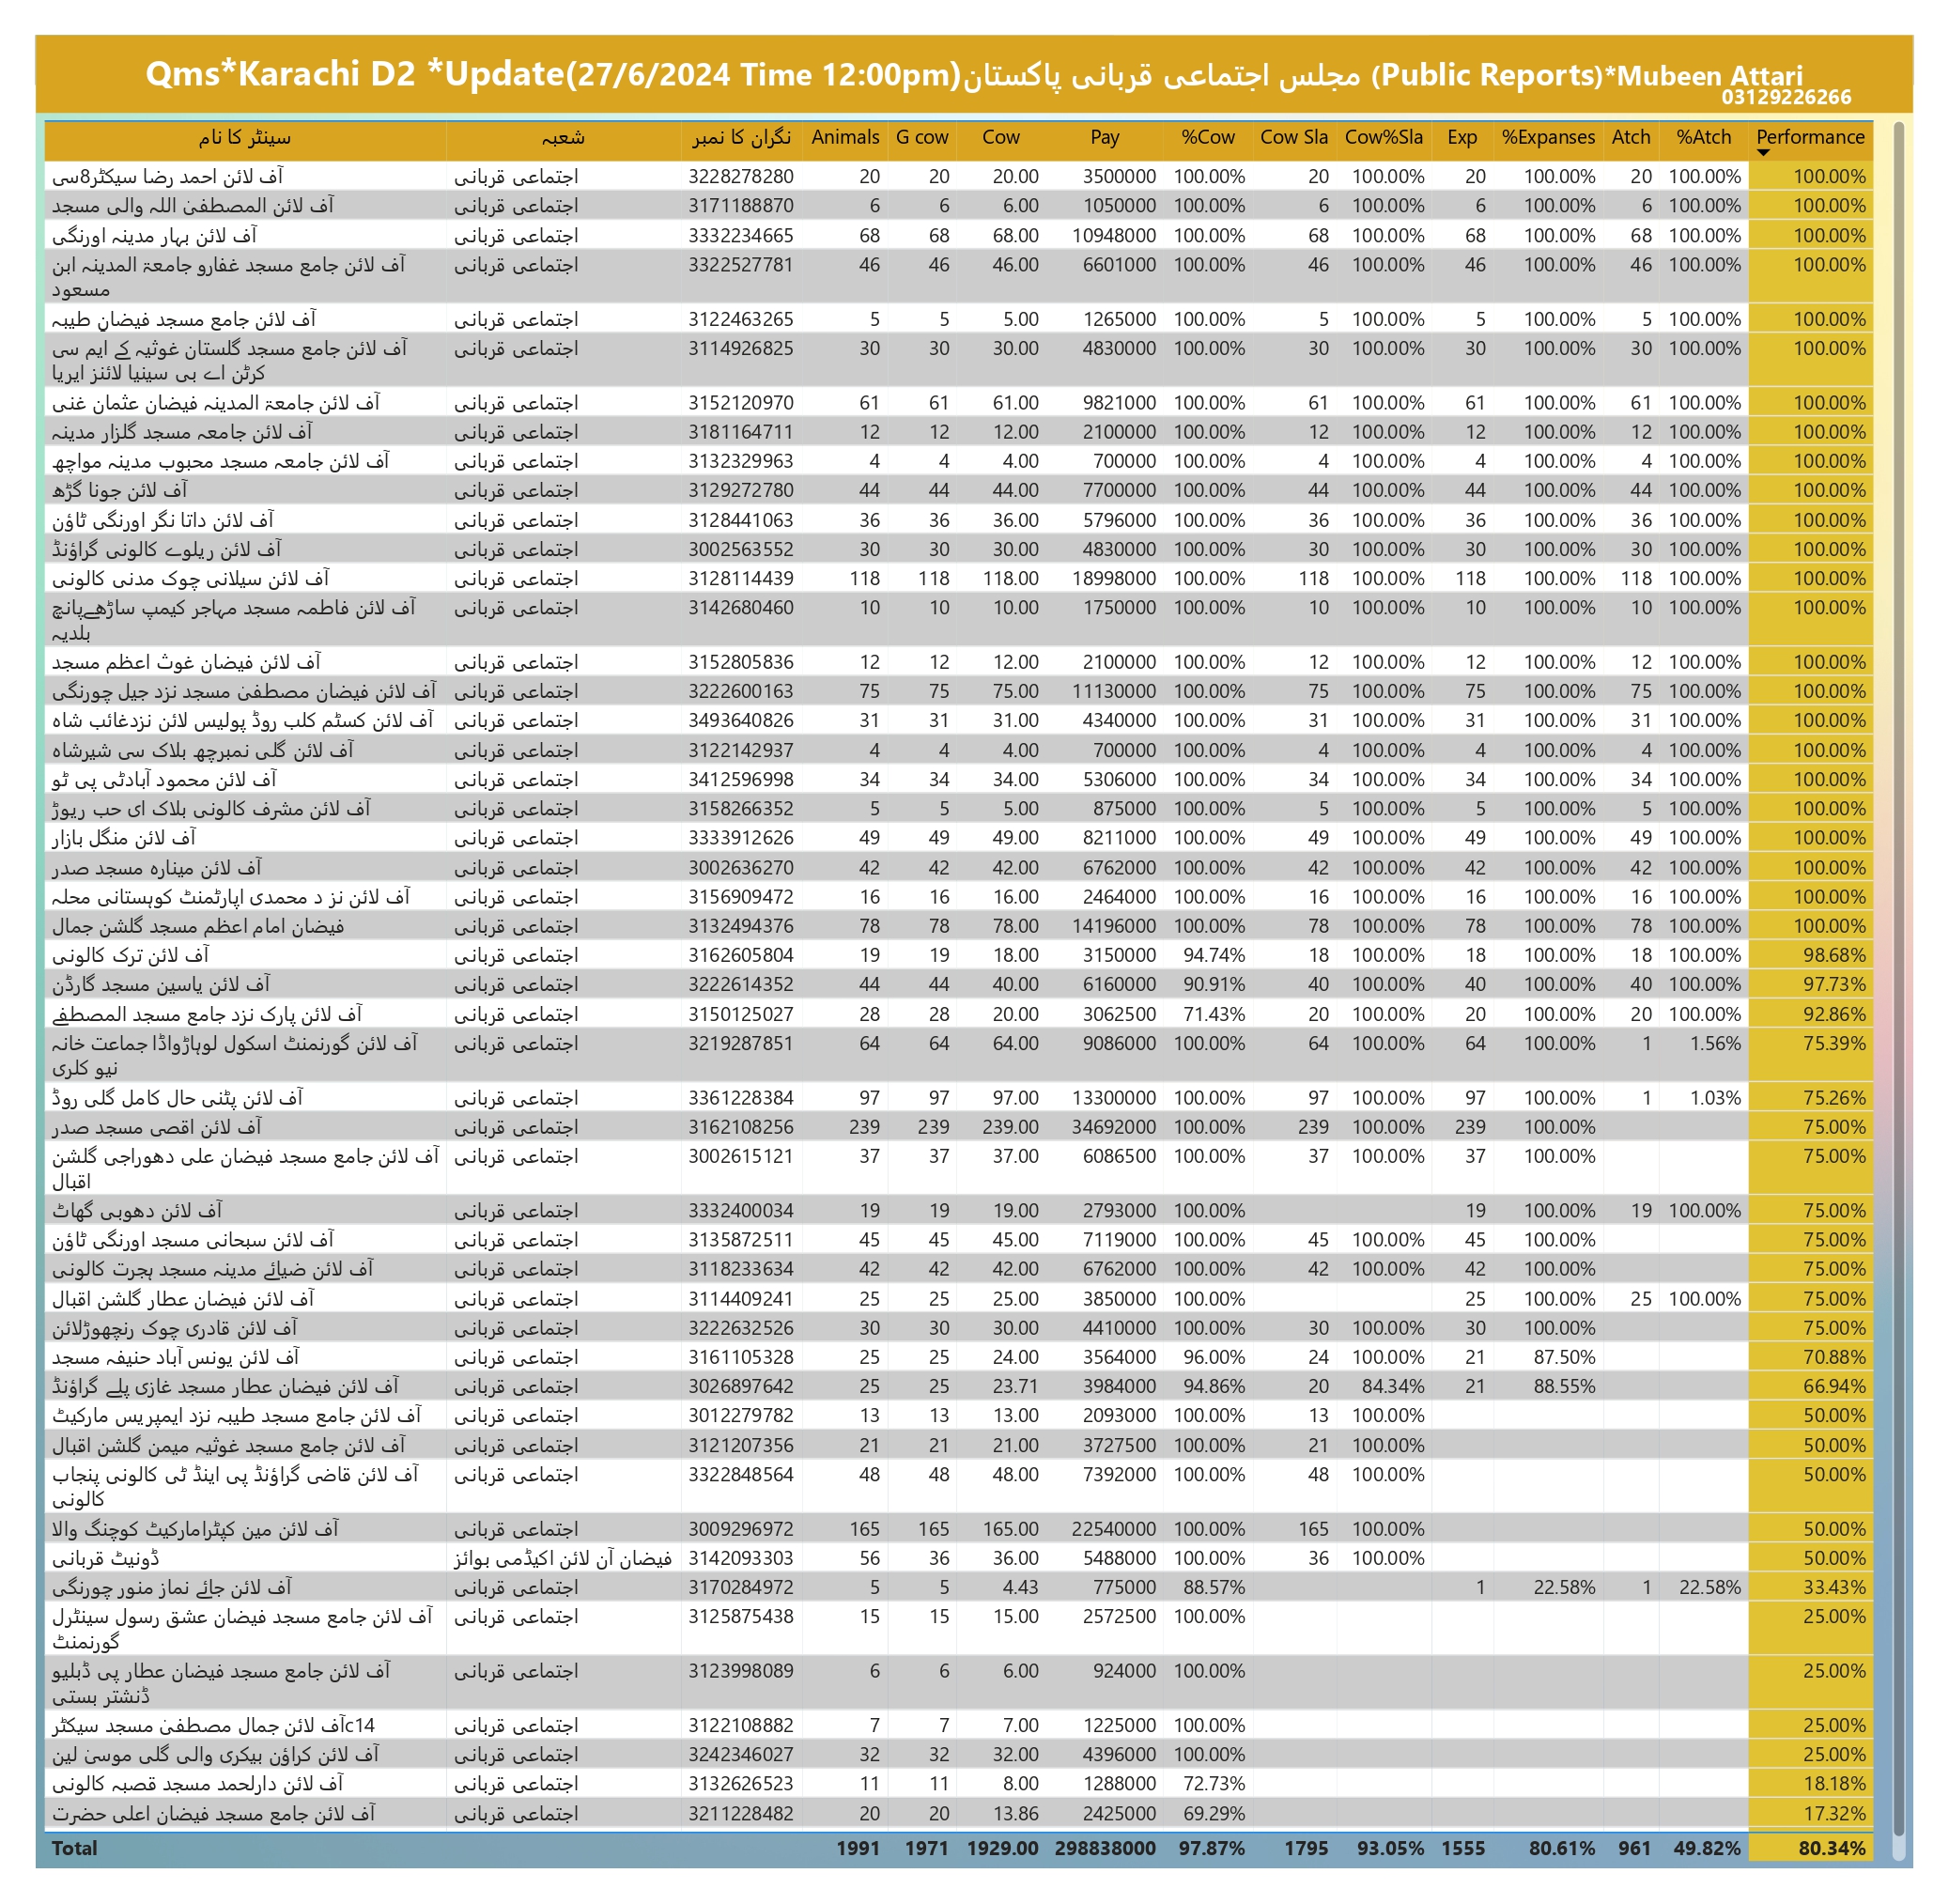 Qms*Karachi D2 *Update(27/6/2024 Time 12:00pm)مجلس اجتماعی قربانی پاکستان (Public Reports)*Mubeen Attari
03129226266
سینٹر کا نام شعبہ نگران کا نمبر Animals G cow Cow Pay %Cow Cow Sla Cow%Sla Exp %Expanses Atch %Atch Performance
آف لائن احمد رضا سیکٹر8سی اجتماعی قربانی 3228278280 20 20 20.00 3500000 100.00% 20 100.00% 20 100.00% 20 100.00% 100.00%
آف لائن المصطفیٰ اللہ والی مسجد اجتماعی قربانی 3171188870 6 6 6.00 1050000 100.00% 6 100.00% 6 100.00% 6 100.00% 100.00%
آف لائن بہار مدینہ اورنگی اجتماعی قربانی 3332234665 68 68 68.00 10948000 100.00% 68 100.00% 68 100.00% 68 100.00% 100.00%
آف لائن جامع مسجد غفارو جامعۃ المدینہ ابن اجتماعی قربانی 3322527781 46 46 46.00 6601000 100.00% 46 100.00% 46 100.00% 46 100.00% 100.00%
مسعود
آف لائن جامع مسجد فیضان طیبہ اجتماعی قربانی 3122463265 5 5 5.00 1265000 100.00% 5 100.00% 5 100.00% 5 100.00% 100.00%
آف لائن جامع مسجد گلستان غوثیہ کے ایم سی اجتماعی قربانی 3114926825 30 30 30.00 4830000 100.00% 30 100.00% 30 100.00% 30 100.00% 100.00%
کرٹن اے بی سینیا لائنز ایریا
آف لائن جامعۃ المدینہ فیضان عثمان غنی اجتماعی قربانی 3152120970 61 61 61.00 9821000 100.00% 61 100.00% 61 100.00% 61 100.00% 100.00%
آف لائن جامعہ مسجد گلزار مدینہ اجتماعی قربانی 3181164711 12 12 12.00 2100000 100.00% 12 100.00% 12 100.00% 12 100.00% 100.00%
آف لائن جامعہ مسجد محبوب مدینہ مواچھ اجتماعی قربانی 3132329963 4 4 4.00 700000 100.00% 4 100.00% 4 100.00% 4 100.00% 100.00%
آف لائن جونا گڑھ اجتماعی قربانی 3129272780 44 44 44.00 7700000 100.00% 44 100.00% 44 100.00% 44 100.00% 100.00%
آف لائن داتا نگر اورنگی ٹاؤن اجتماعی قربانی 3128441063 36 36 36.00 5796000 100.00% 36 100.00% 36 100.00% 36 100.00% 100.00%
آف لائن ریلوے کالونی گراؤنڈ اجتماعی قربانی 3002563552 30 30 30.00 4830000 100.00% 30 100.00% 30 100.00% 30 100.00% 100.00%
آف لائن سیلانی چوک مدنی کالونی اجتماعی قربانی 3128114439 118 118 118.00 18998000 100.00% 118 100.00% 118 100.00% 118 100.00% 100.00%
آف لائن فاطمہ مسجد مہاجر کیمپ ساڑھےپانچ اجتماعی قربانی 3142680460 10 10 10.00 1750000 100.00% 10 100.00% 10 100.00% 10 100.00% 100.00%
بلدیہ
آف لائن فیضان غوث اعظم مسجد اجتماعی قربانی 3152805836 12 12 12.00 2100000 100.00% 12 100.00% 12 100.00% 12 100.00% 100.00%
آف لائن فیضان مصطفیٰ مسجد نزد جیل چورنگی اجتماعی قربانی 3222600163 75 75 75.00 11130000 100.00% 75 100.00% 75 100.00% 75 100.00% 100.00%
آف لائن کسٹم کلب روڈ پولیس لائن نزدغائب شاہ اجتماعی قربانی 3493640826 31 31 31.00 4340000 100.00% 31 100.00% 31 100.00% 31 100.00% 100.00%
آف لائن گلی نمبرچھ بلاک سی شیرشاہ اجتماعی قربانی 3122142937 4 4 4.00 700000 100.00% 4 100.00% 4 100.00% 4 100.00% 100.00%
آف لائن محمود آبادٹی پی ٹو اجتماعی قربانی 3412596998 34 34 34.00 5306000 100.00% 34 100.00% 34 100.00% 34 100.00% 100.00%
آف لائن مشرف کالونی بلاک ای حب ریوڑ اجتماعی قربانی 3158266352 5 5 5.00 875000 100.00% 5 100.00% 5 100.00% 5 100.00% 100.00%
آف لائن منگل بازار اجتماعی قربانی 3333912626 49 49 49.00 8211000 100.00% 49 100.00% 49 100.00% 49 100.00% 100.00%
آف لائن مینارہ مسجد صدر اجتماعی قربانی 3002636270 42 42 42.00 6762000 100.00% 42 100.00% 42 100.00% 42 100.00% 100.00%
آف لائن نز د محمدی اپارٹمنٹ کوہستانی محلہ اجتماعی قربانی 3156909472 16 16 16.00 2464000 100.00% 16 100.00% 16 100.00% 16 100.00% 100.00%
فیضان امام اعظم مسجد گلشن جمال اجتماعی قربانی 3132494376 78 78 78.00 14196000 100.00% 78 100.00% 78 100.00% 78 100.00% 100.00%
آف لائن ترک کالونی اجتماعی قربانی 3162605804 19 19 18.00 3150000 94.74% 18 100.00% 18 100.00% 18 100.00% 98.68%
آف لائن یاسین مسجد گارڈن اجتماعی قربانی 3222614352 44 44 40.00 6160000 90.91% 40 100.00% 40 100.00% 40 100.00% 97.73%
آف لائن پارک نزد جامع مسجد المصطفے اجتماعی قربانی 3150125027 28 28 20.00 3062500 71.43% 20 100.00% 20 100.00% 20 100.00% 92.86%
آف لائن گورنمنٹ اسکول لوہاڑواڈا جماعت خانہ اجتماعی قربانی 3219287851 64 64 64.00 9086000 100.00% 64 100.00% 64 100.00% 1 1.56% 75.39%
نیو کلری
آف لائن پٹنی حال کامل گلی روڈ اجتماعی قربانی 3361228384 97 97 97.00 13300000 100.00% 97 100.00% 97 100.00% 1 1.03% 75.26%
آف لائن اقصی مسجد صدر اجتماعی قربانی 3162108256 239 239 239.00 34692000 100.00% 239 100.00% 239 100.00% 75.00%
آف لائن جامع مسجد فیضان علی دھوراجی گلشن اجتماعی قربانی 3002615121 37 37 37.00 6086500 100.00% 37 100.00% 37 100.00% 75.00%
اقبال
آف لائن دھوبی گھاٹ اجتماعی قربانی 3332400034 19 19 19.00 2793000 100.00% 19 100.00% 19 100.00% 75.00%
آف لائن سبحانی مسجد اورنگی ٹاؤن اجتماعی قربانی 3135872511 45 45 45.00 7119000 100.00% 45 100.00% 45 100.00% 75.00%
آف لائن ضیائے مدینہ مسجد ہجرت کالونی اجتماعی قربانی 3118233634 42 42 42.00 6762000 100.00% 42 100.00% 42 100.00% 75.00%
آف لائن فیضان عطار گلشن اقبال اجتماعی قربانی 3114409241 25 25 25.00 3850000 100.00% 25 100.00% 25 100.00% 75.00%
آف لائن قادری چوک رنچھوڑلائن اجتماعی قربانی 3222632526 30 30 30.00 4410000 100.00% 30 100.00% 30 100.00% 75.00%
آف لائن یونس آباد حنیفہ مسجد اجتماعی قربانی 3161105328 25 25 24.00 3564000 96.00% 24 100.00% 21 87.50% 70.88%
آف لائن فیضان عطار مسجد غازی پلے گراؤنڈ اجتماعی قربانی 3026897642 25 25 23.71 3984000 94.86% 20 84.34% 21 88.55% 66.94%
آف لائن جامع مسجد طیبہ نزد ایمپریس مارکیٹ اجتماعی قربانی 3012279782 13 13 13.00 2093000 100.00% 13 100.00% 50.00%
آف لائن جامع مسجد غوثیہ میمن گلشن اقبال اجتماعی قربانی 3121207356 21 21 21.00 3727500 100.00% 21 100.00% 50.00%
آف لائن قاضی گراؤنڈ پی اینڈ ٹی کالونی پنجاب اجتماعی قربانی 3322848564 48 48 48.00 7392000 100.00% 48 100.00% 50.00%
کالونی
آف لائن مین کپڑامارکیٹ کوچنگ والا اجتماعی قربانی 3009296972 165 165 165.00 22540000 100.00% 165 100.00% 50.00%
ڈونیٹ قربانی فیضان آن لائن اکیڈمی بوائز 3142093303 56 36 36.00 5488000 100.00% 36 100.00% 50.00%
آف لائن جائے نماز منور چورنگی اجتماعی قربانی 3170284972 5 5 4.43 775000 88.57% 1 22.58% 1 22.58% 33.43%
آف لائن جامع مسجد فیضان عشق رسول سینٹرل اجتماعی قربانی 3125875438 15 15 15.00 2572500 100.00% 25.00%
گورنمنٹ
آف لائن جامع مسجد فیضان عطار پی ڈبلیو اجتماعی قربانی 3123998089 6 6 6.00 924000 100.00% 25.00%
ڈنشتر بستی
آف لائن جمال مصطفیٰ مسجد سیکٹرc14 اجتماعی قربانی 3122108882 7 7 7.00 1225000 100.00% 25.00%
آف لائن کراؤن بیکری والی گلی موسیٰ لین اجتماعی قربانی 3242346027 32 32 32.00 4396000 100.00% 25.00%
آف لائن دارلحمد مسجد قصبہ کالونی اجتماعی قربانی 3132626523 11 11 8.00 1288000 72.73% 18.18%
آف لائن جامع مسجد فیضان اعلی حضرت اجتماعی قربانی 3211228482 20 20 13.86 2425000 69.29% 17.32%
Total 1991 1971 1929.00 298838000 97.87% 1795 93.05% 1555 80.61% 961 49.82% 80.34%